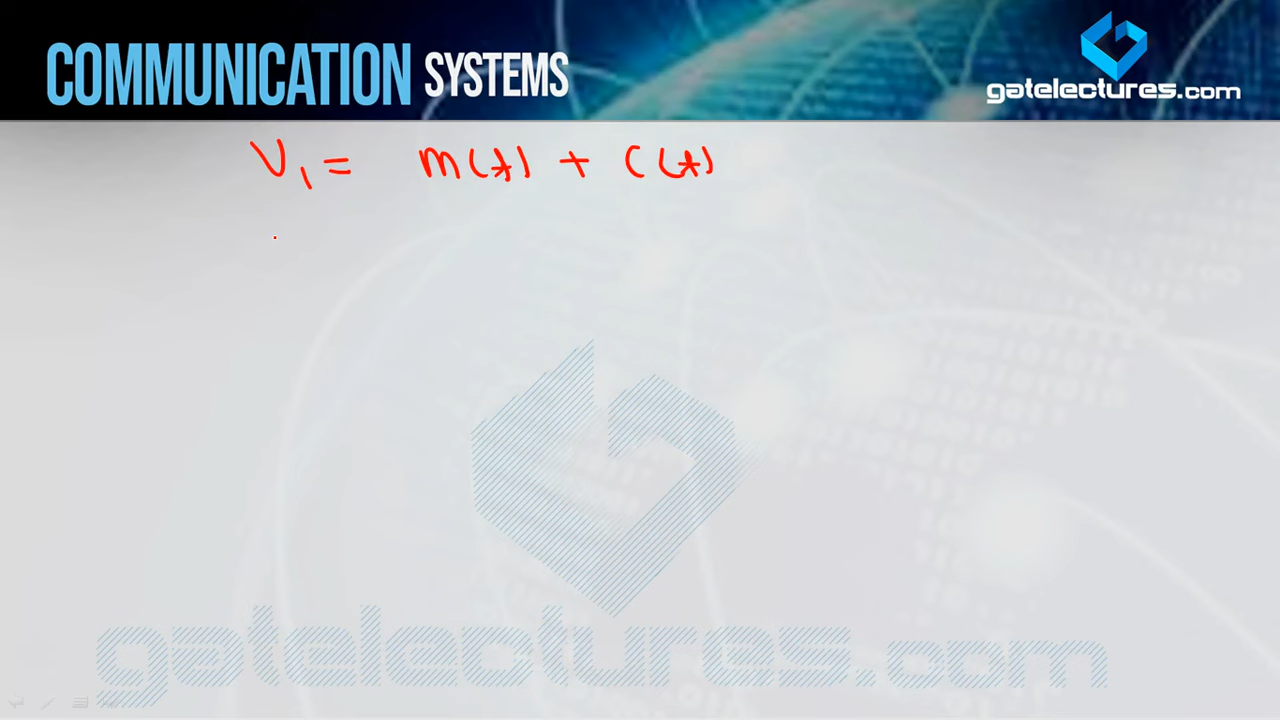 COMMUNICATION SYSTEMS
gatelectures.com
V₁ = m(t) + c(t)
gatelectures.com